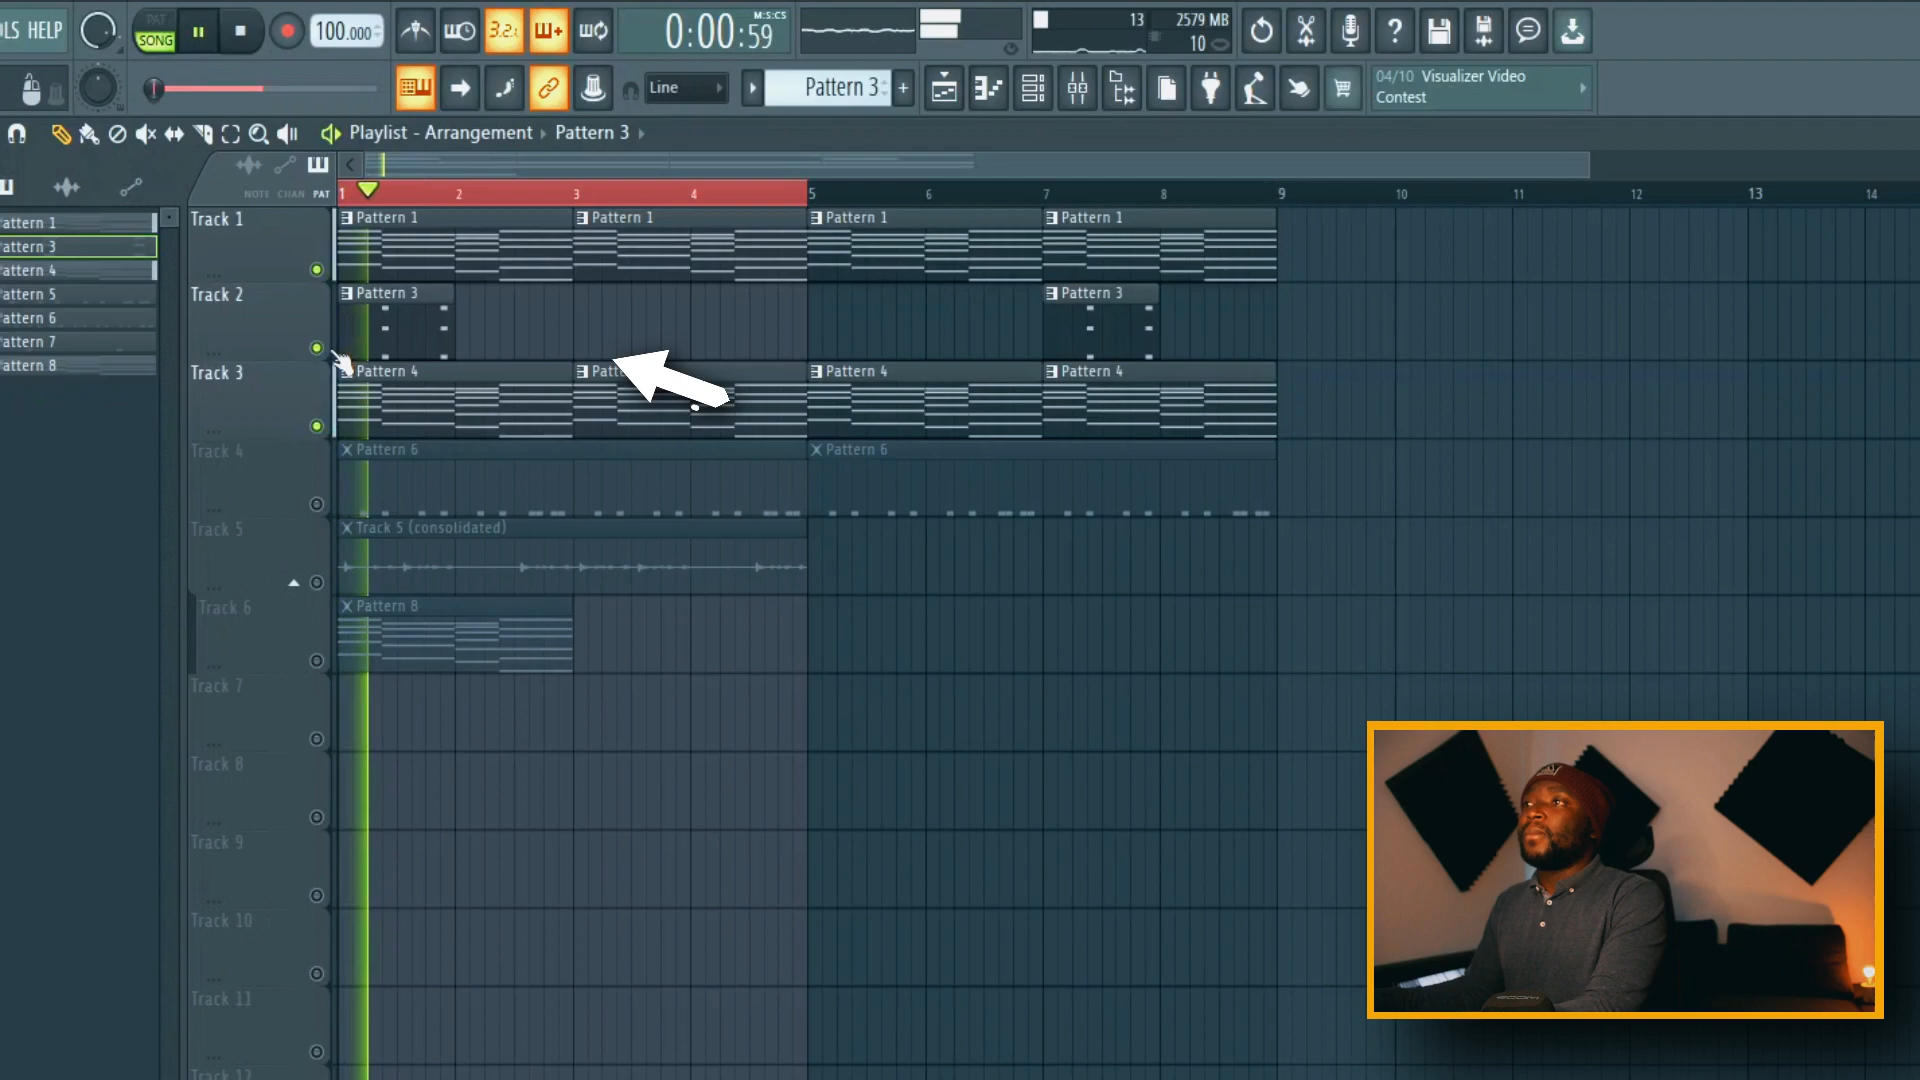 LS HELP
PAT
SONG
100.000
3.2.
0:00:59
M:S:CS
13
2579 MB
10
Line
Pattern 3
+
04/10 Visualizer Video
Contest
Playlist - Arrangement
Pattern 3
NOTE CHAN PAT
1 2 3 4 5 6 7 8 9 10 11 12 13 14
attern 1
attern 3
attern 4
attern 5
attern 6
attern 7
attern 8
Track 1
Pattern 1
Pattern 1
Pattern 1
Pattern 1
Track 2
Pattern 3
Pattern 3
Track 3
Pattern 4
Patt
Pattern 4
Pattern 4
Track 4
Pattern 6
Pattern 6
Track 5
Track 5 (consolidated)
Track 6
Pattern 8
Track 7
Track 8
Track 9
Track 10
Track 11
Track 12